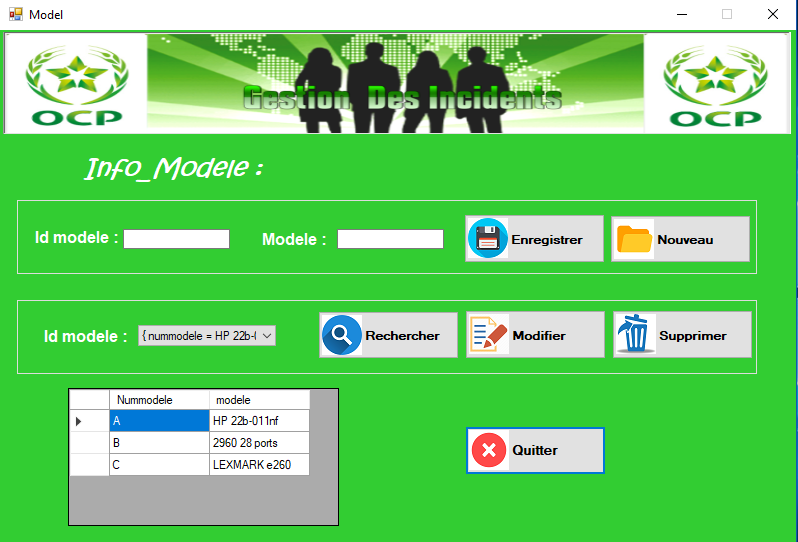 Model
OCP
Gestion Des Incidents
OCP
Info_Modele :
Id modele :
Modele :
Enregistrer
Nouveau
Id modele :
{ nummodele = HP 22b-
Rechercher
Modifier
Supprimer
Nummodele modele
A HP 22b-011nf
B 2960 28 ports
C LEXMARK e260
Quitter